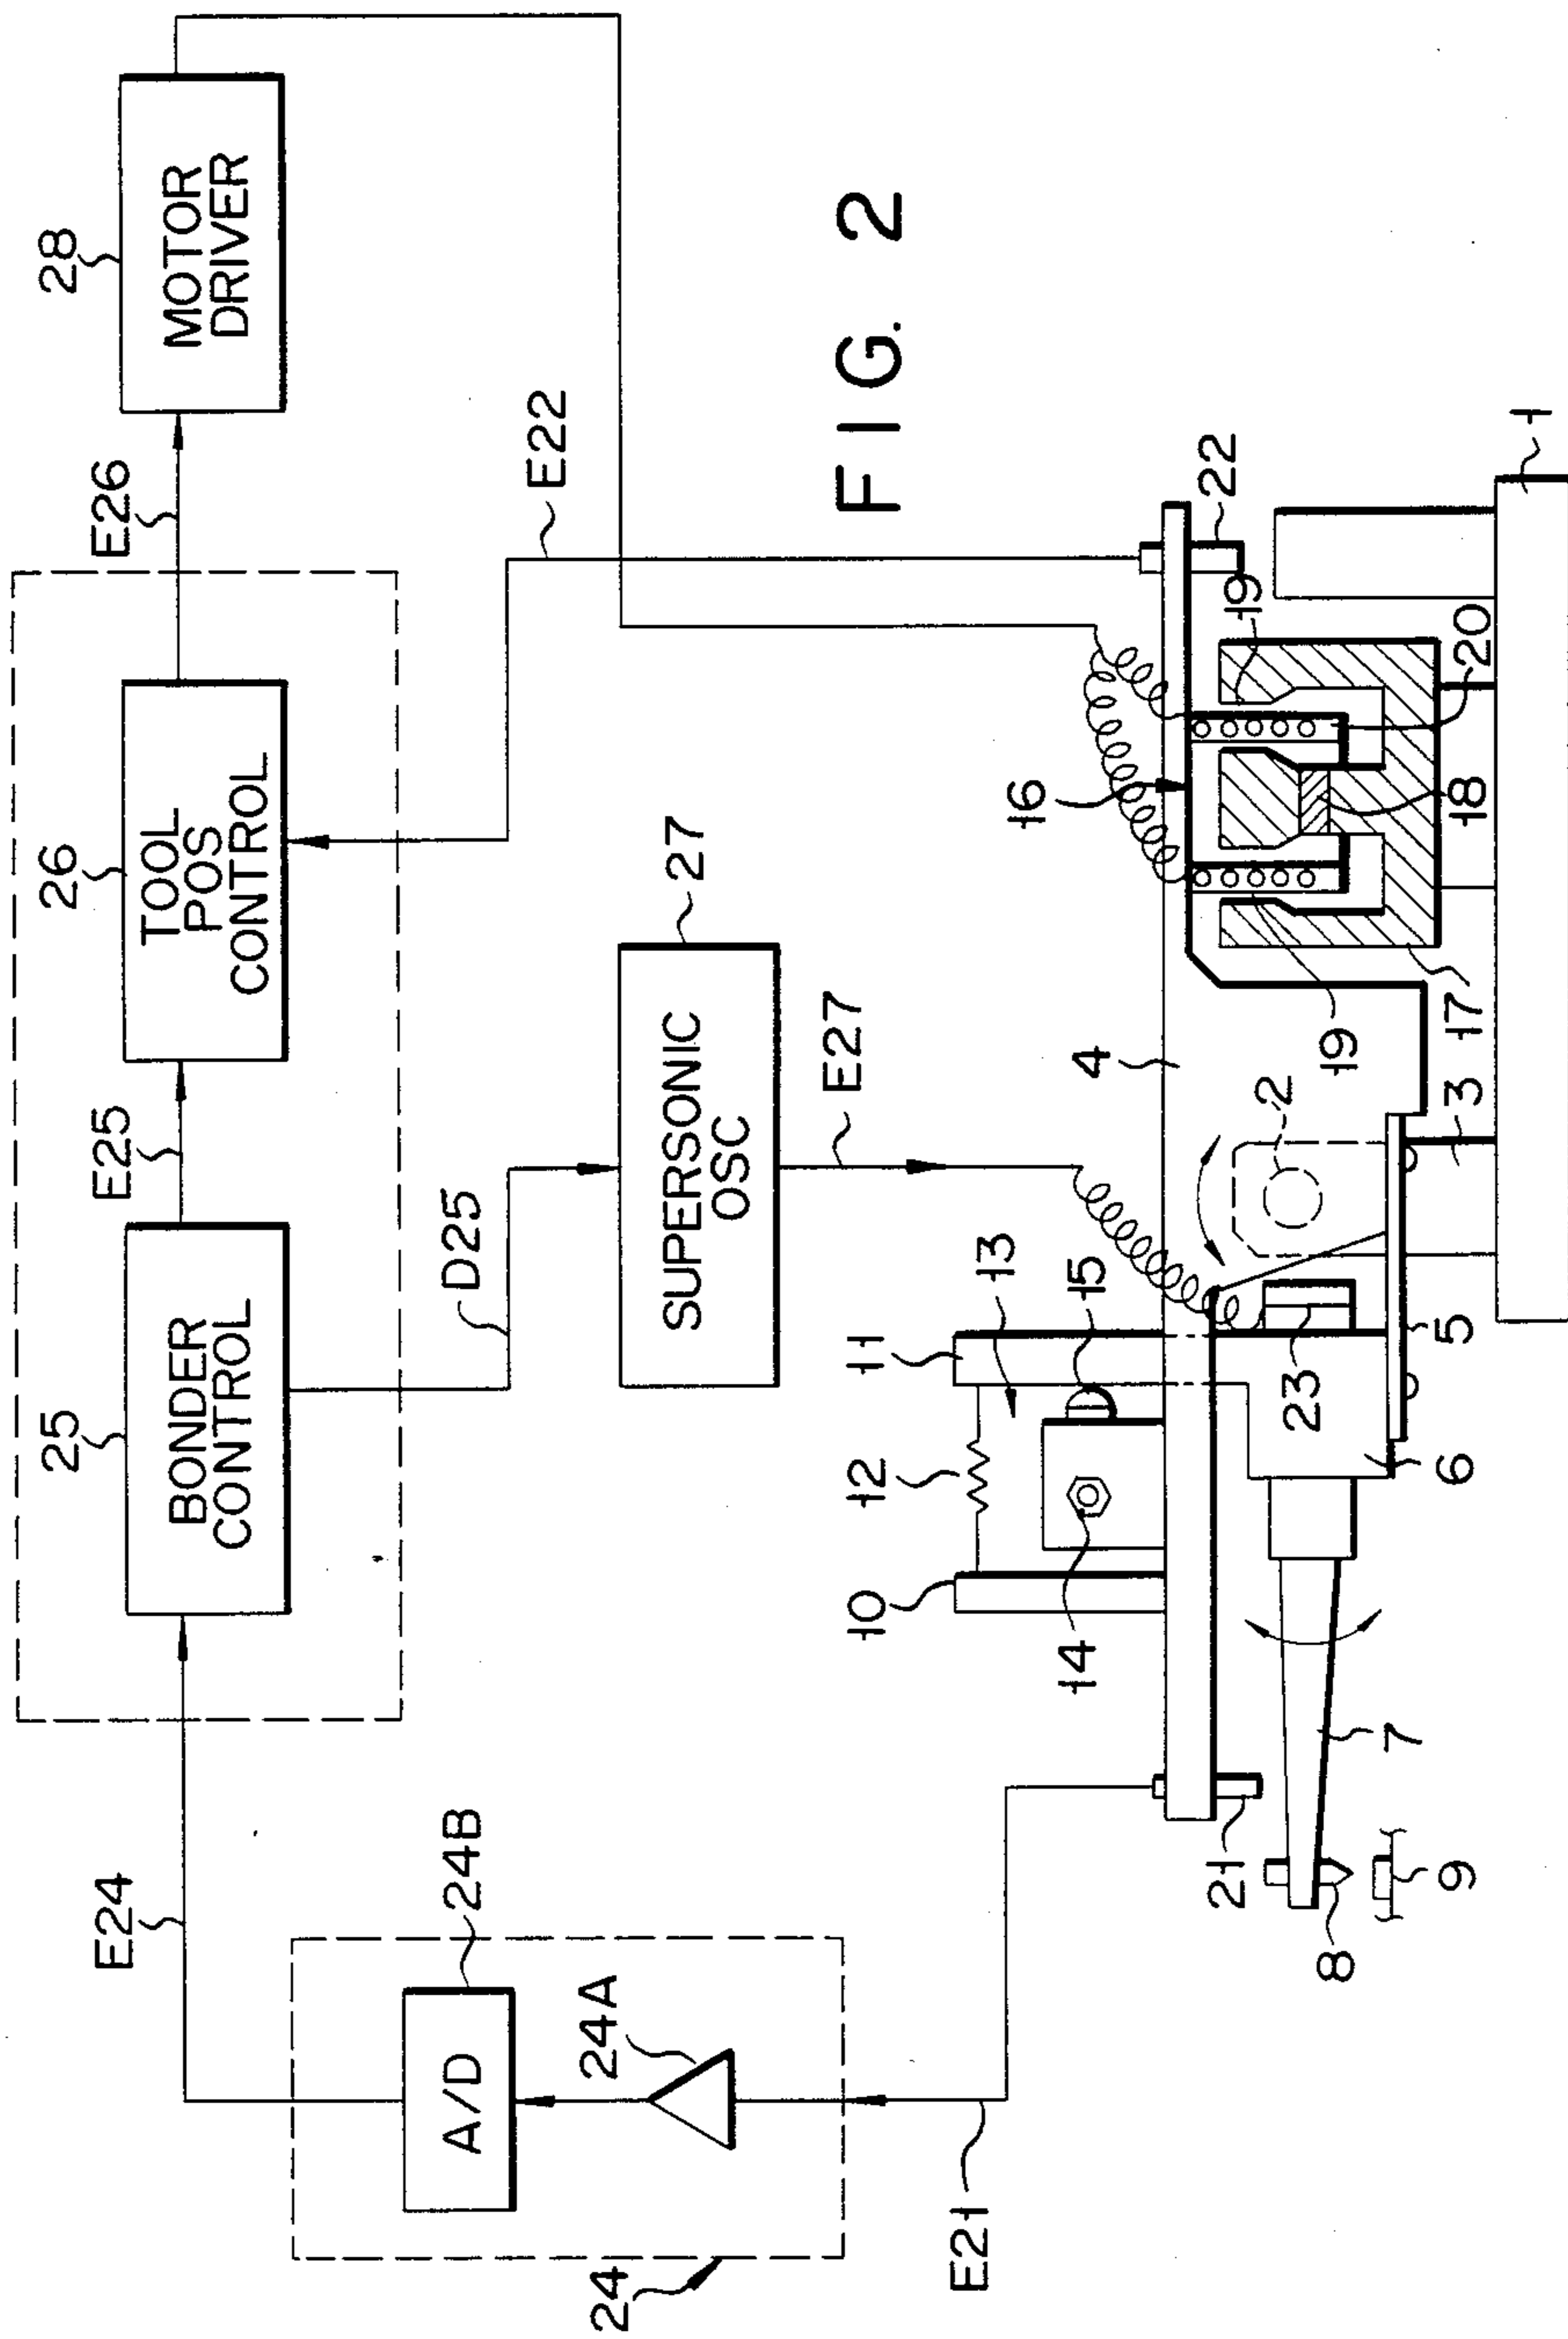 28
MOTOR
DRIVER
E26
26
TOOL
POS
CONTROL
E25
25
BONDER
CONTROL
E24
24B
A/D
24A
24
E21
D25
27
SUPERSONIC
OSC
E27
E22
FIG. 2
22
19
16
20
18
17
19
1
4
2
3
13
15
11
12
10
14
23
5
6
7
21
8
9